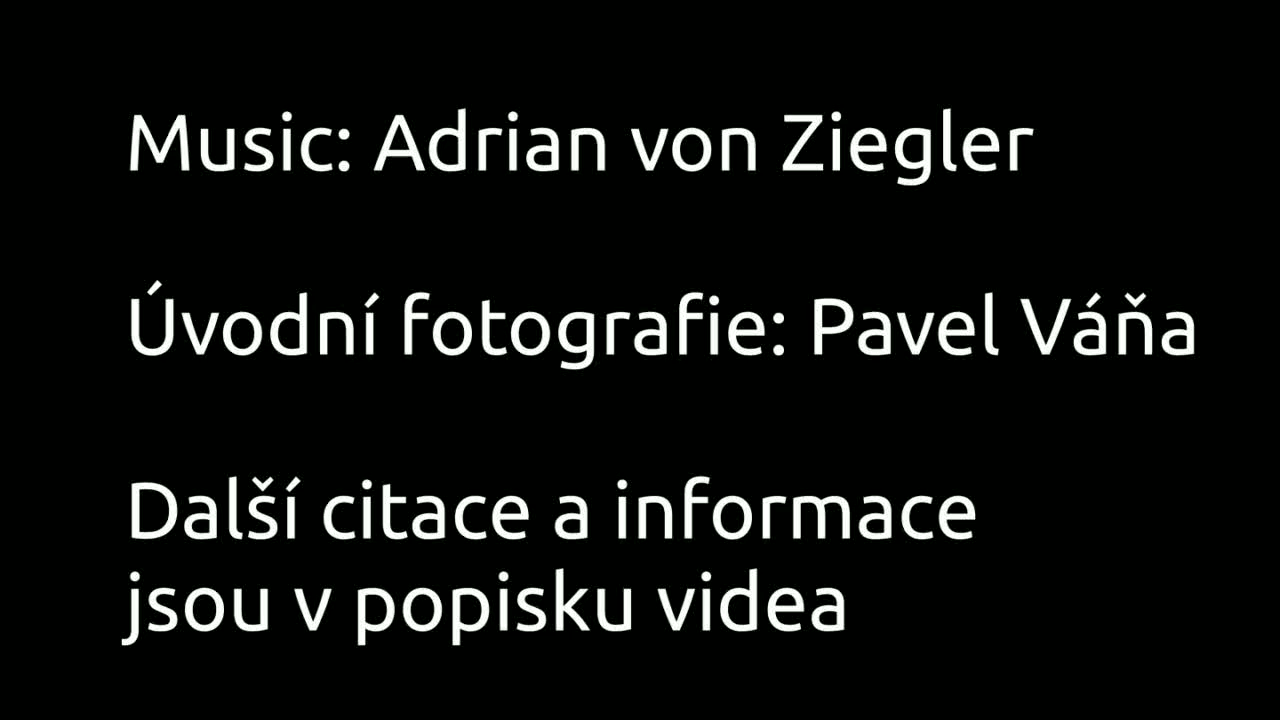 Music: Adrian von Ziegler
Úvodní fotografie: Pavel Váňa
Další citace a informace
jsou v popisku videa